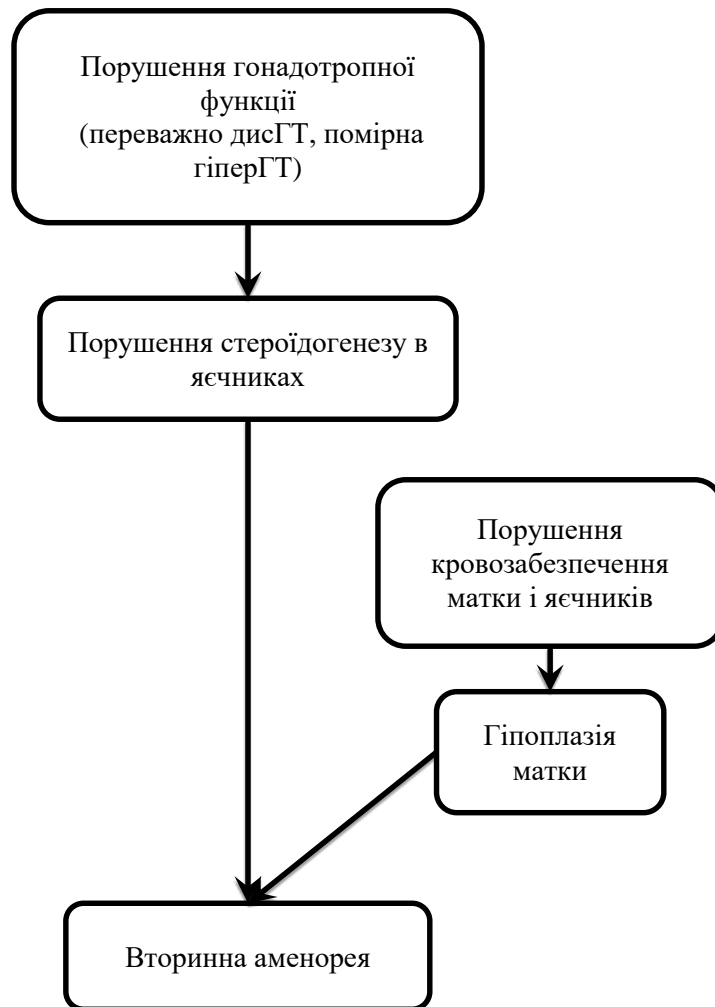 Порушення гонадотропної
функції
(переважно дисГТ, помірна
гіперГТ)
Порушення стероїдогенезу в
яєчниках
Порушення
кровозабезпечення
матки і яєчників
Гіпоплазія
матки
Вторинна аменорея